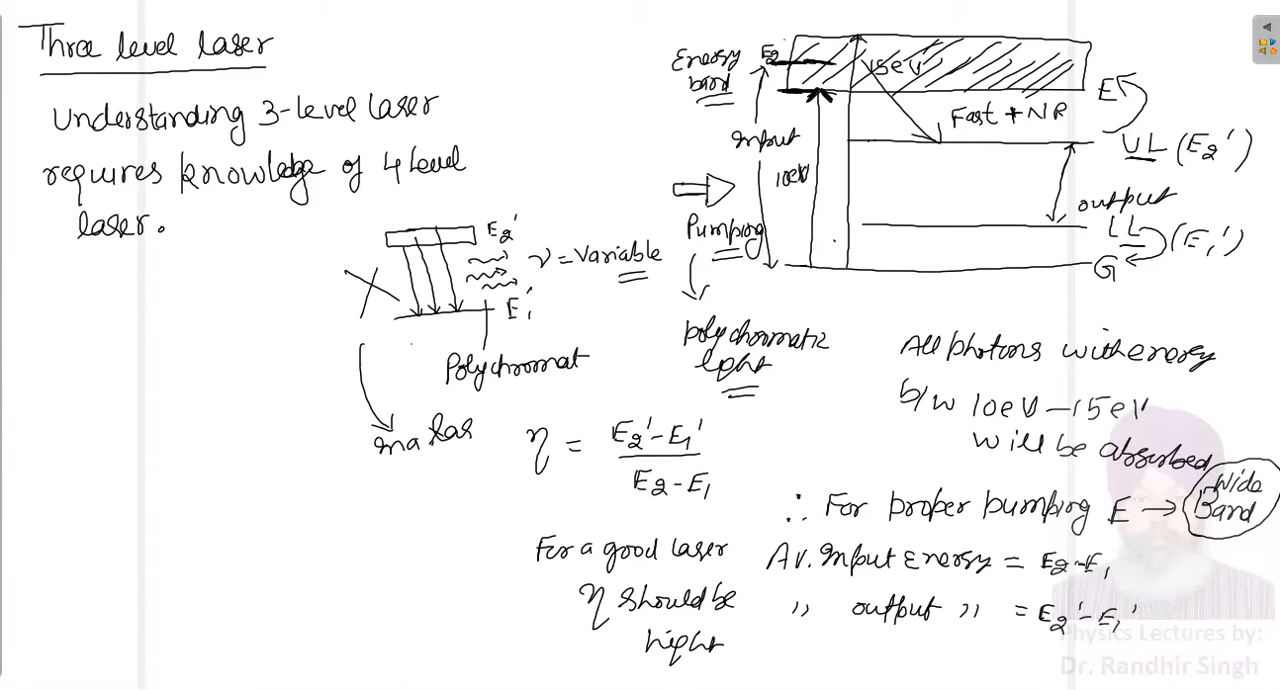 Three level laser
Understanding 3-level laser
requires knowledge of 4 level
laser.
E2'
ν = Variable
E1'
Polychromat
η = E2'-E1' / E2-E1
For a good laser
η should be
hight
Energy
band
E2
15eV
E
Fast + NR
Input
10eV
UL (E2')
output
LL (E1')
G
Pumping
polychromatic
light
All photons with energy
b/w 10eV-15eV
will be absorbed
∴ For proper pumping E → Wide
Band
Av. Input Energy = E2-E1
,, output ,, = E2'-E1'
Physics Lectures by:
Dr. Randhir Singh